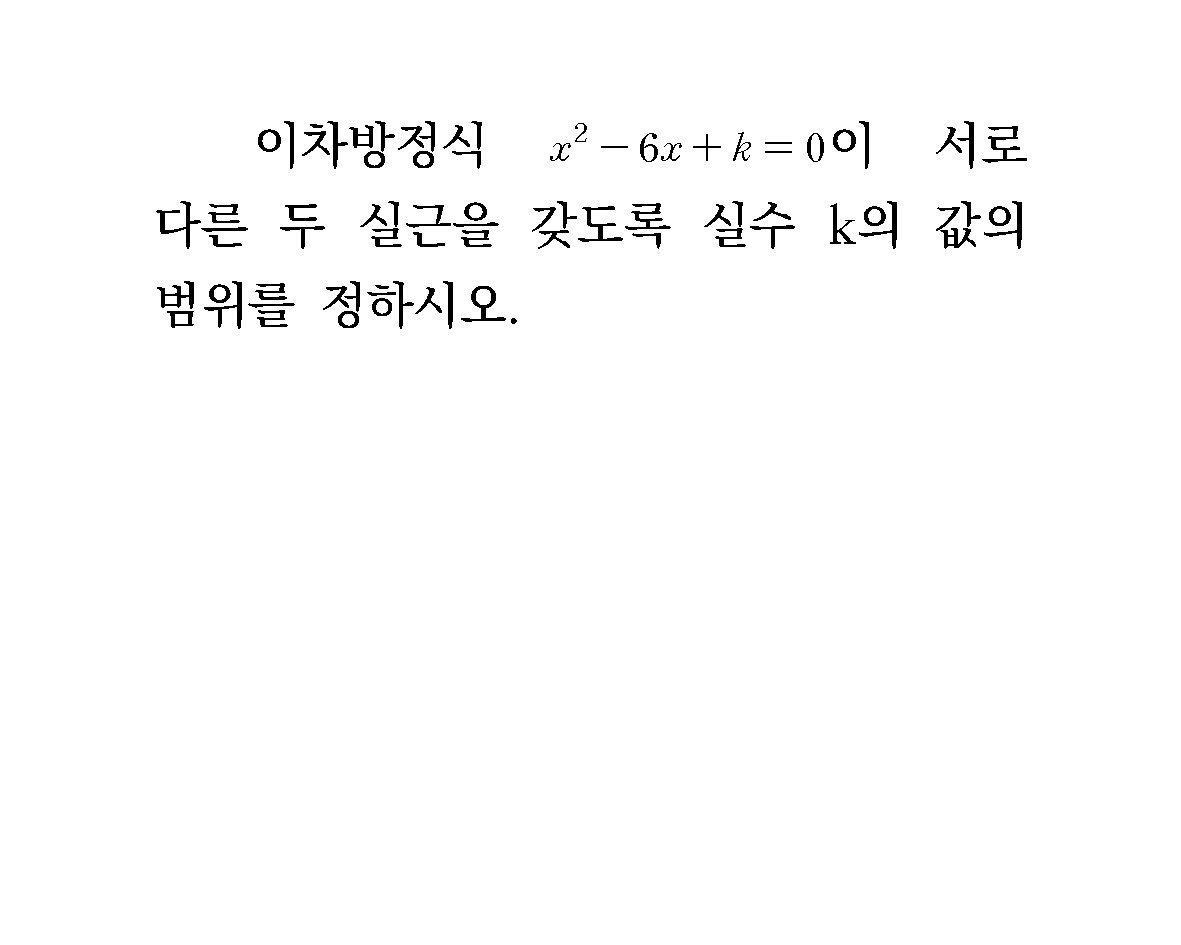 이차방정식 x² − 6x + k = 0이 서로
다른 두 실근을 갖도록 실수 k의 값의
범위를 정하시오.